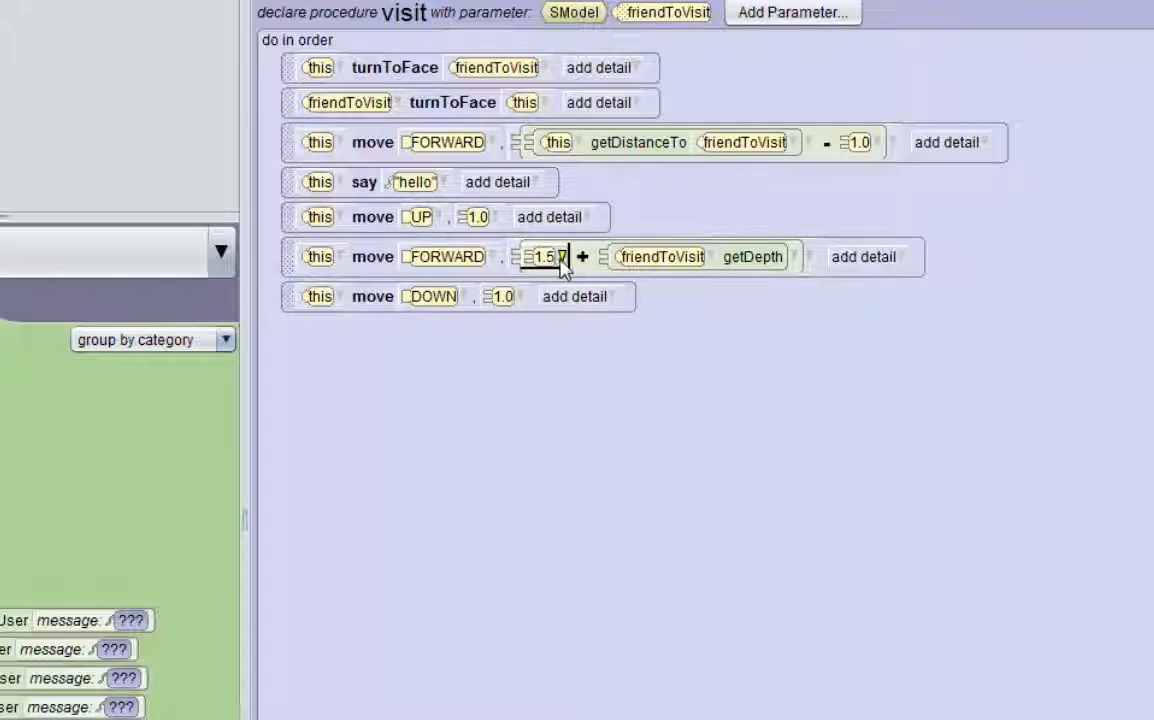 declare procedure visit with parameter: SModel friendToVisit Add Parameter...
do in order
this turnToFace friendToVisit add detail
friendToVisit turnToFace this add detail
this move FORWARD , this getDistanceTo friendToVisit - 1.0 add detail
this say "hello" add detail
this move UP , 1.0 add detail
this move FORWARD , 1.5 + friendToVisit getDepth add detail
this move DOWN , 1.0 add detail
group by category
User message: ???
er message: ???
ser message: ???
ser message: ???